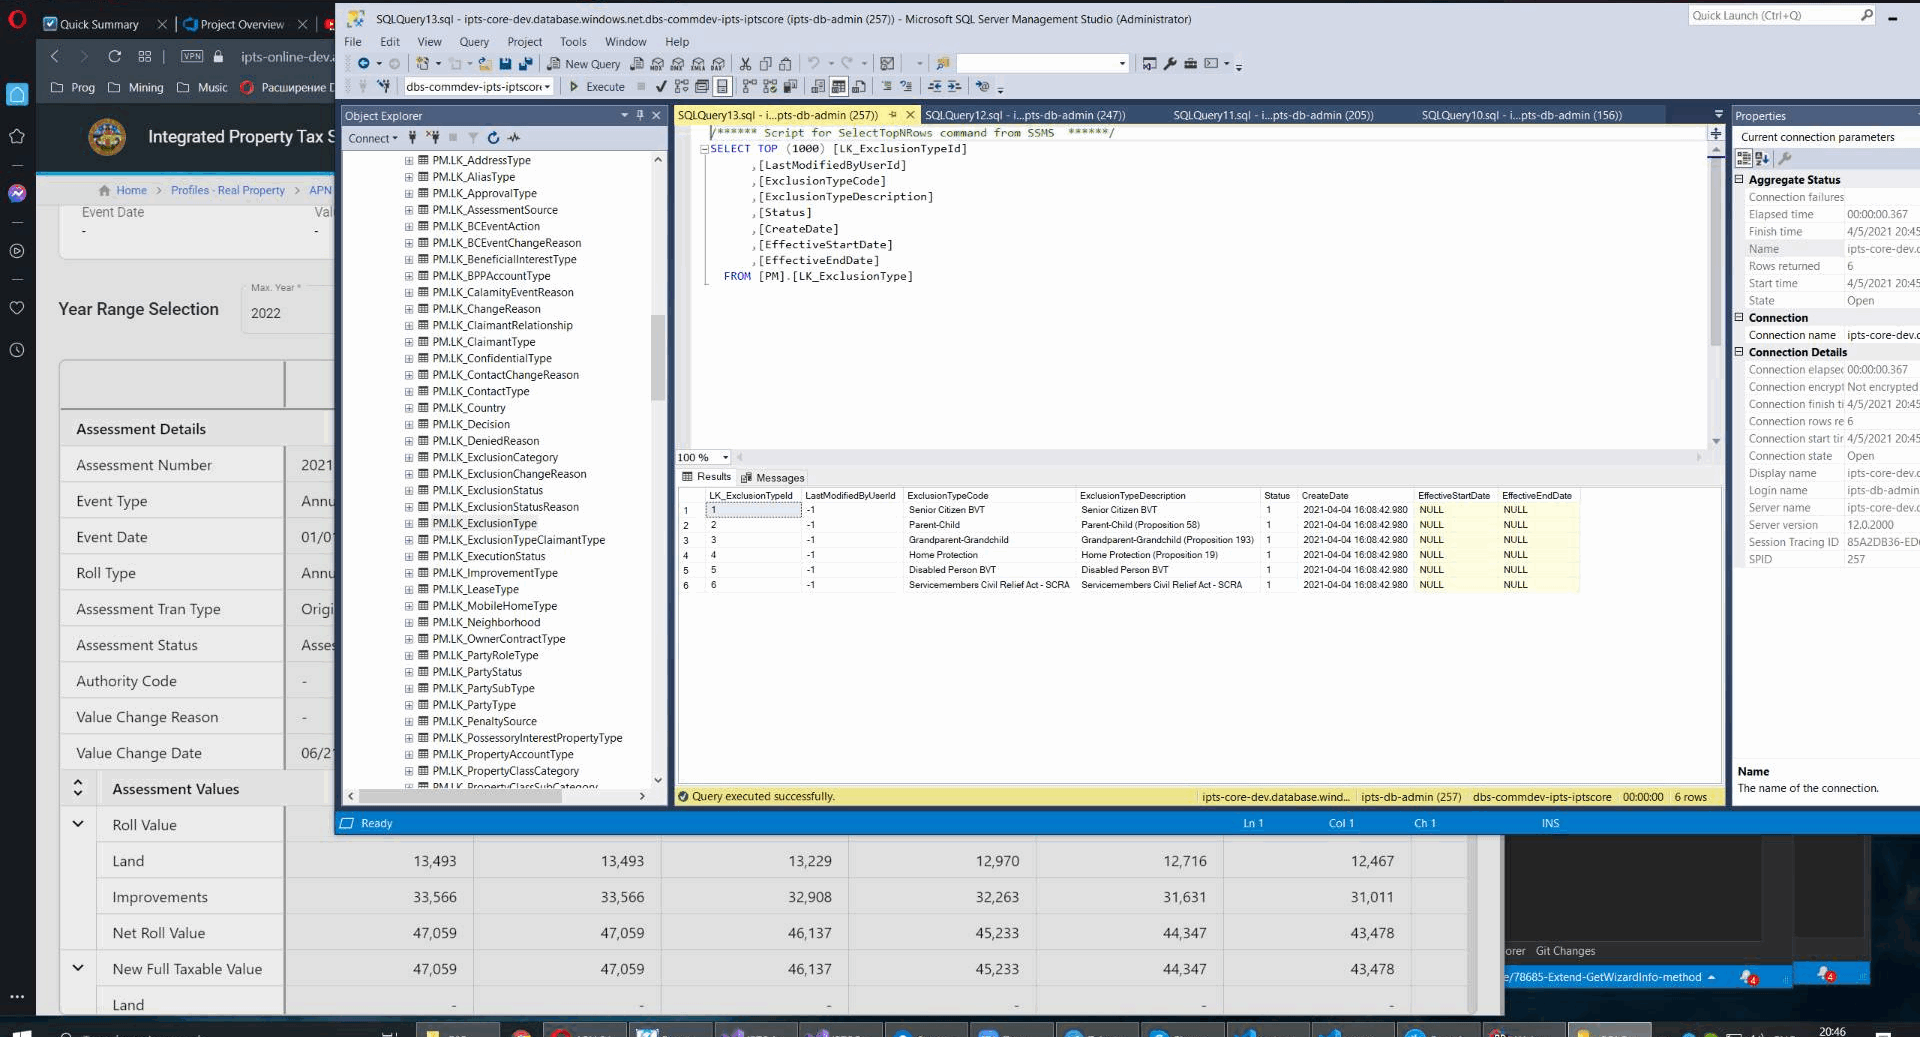 Quick Summary
Project Overview
SQLQuery13.sql - ipts-core-dev.database.windows.net.dbs-commdev-ipts-iptscore (ipts-db-admin (257)) - Microsoft SQL Server Management Studio (Administrator)
Quick Launch (Ctrl+Q)
VPN
ipts-online-dev.
File Edit View Query Project Tools Window Help
Prog Mining Music Расширение
New Query
dbs-commdev-ipts-iptscore
Execute
Integrated Property Tax S
Home > Profiles - Real Property > APN
Event Date
-
-
Year Range Selection
Max. Year *
2022
Assessment Details
Assessment Number 2021
Event Type Annu
Event Date 01/0
Roll Type Annu
Assessment Tran Type Origi
Assessment Status Asses
Authority Code -
Value Change Reason -
Value Change Date 06/2
Assessment Values
Roll Value
Land 13,493 13,493 13,229 12,970 12,716 12,467
Improvements 33,566 33,566 32,908 32,263 31,631 31,011
Net Roll Value 47,059 47,059 46,137 45,233 44,347 43,478
New Full Taxable Value 47,059 47,059 46,137 45,233 44,347 43,478
Land - - - - - -
Object Explorer
Connect
PM.LK_AddressType
PM.LK_AliasType
PM.LK_ApprovalType
PM.LK_AssessmentSource
PM.LK_BCEventAction
PM.LK_BCEventChangeReason
PM.LK_BeneficialInterestType
PM.LK_BPPAccountType
PM.LK_CalamityEventReason
PM.LK_ChangeReason
PM.LK_ClaimantRelationship
PM.LK_ClaimantType
PM.LK_ConfidentialType
PM.LK_ContactChangeReason
PM.LK_ContactType
PM.LK_Country
PM.LK_Decision
PM.LK_DeniedReason
PM.LK_ExclusionCategory
PM.LK_ExclusionChangeReason
PM.LK_ExclusionStatus
PM.LK_ExclusionStatusReason
PM.LK_ExclusionType
PM.LK_ExclusionTypeClaimantType
PM.LK_ExecutionStatus
PM.LK_ImprovementType
PM.LK_LeaseType
PM.LK_MobileHomeType
PM.LK_Neighborhood
PM.LK_OwnerContractType
PM.LK_PartyRoleType
PM.LK_PartyStatus
PM.LK_PartySubType
PM.LK_PartyType
PM.LK_PenaltySource
PM.LK_PossessoryInterestPropertyType
PM.LK_PropertyAccountType
PM.LK_PropertyClassCategory
PM.LK_PropertyClassSubCategory
SQLQuery13.sql - i...pts-db-admin (257)) SQLQuery12.sql - i...pts-db-admin (247)) SQLQuery11.sql - i...pts-db-admin (205)) SQLQuery10.sql - i...pts-db-admin (156))
/****** Script for SelectTopNRows command from SSMS ******/
SELECT TOP (1000) [LK_ExclusionTypeId]
,[LastModifiedByUserId]
,[ExclusionTypeCode]
,[ExclusionTypeDescription]
,[Status]
,[CreateDate]
,[EffectiveStartDate]
,[EffectiveEndDate]
FROM [PM].[LK_ExclusionType]
100 %
Results Messages
LK_ExclusionTypeId LastModifiedByUserId ExclusionTypeCode ExclusionTypeDescription Status CreateDate EffectiveStartDate EffectiveEndDate
1 1 -1 Senior Citizen BVT Senior Citizen BVT 1 2021-04-04 16:08:42.980 NULL NULL
2 2 -1 Parent-Child Parent-Child (Proposition 58) 1 2021-04-04 16:08:42.980 NULL NULL
3 3 -1 Grandparent-Grandchild Grandparent-Grandchild (Proposition 193) 1 2021-04-04 16:08:42.980 NULL NULL
4 4 -1 Home Protection Home Protection (Proposition 19) 1 2021-04-04 16:08:42.980 NULL NULL
5 5 -1 Disabled Person BVT Disabled Person BVT 1 2021-04-04 16:08:42.980 NULL NULL
6 6 -1 Servicemembers Civil Relief Act - SCRA Servicemembers Civil Relief Act - SCRA 1 2021-04-04 16:08:42.980 NULL NULL
Query executed successfully. ipts-core-dev.database.wind... ipts-db-admin (257) dbs-commdev-ipts-iptscore 00:00:00 6 rows
Ready Ln 1 Col 1 Ch 1 INS
Properties
Current connection parameters
Aggregate Status
Connection failures
Elapsed time 00:00:00.367
Finish time 4/5/2021 20:45
Name ipts-core-dev.
Rows returned 6
Start time 4/5/2021 20:45
State Open
Connection
Connection name ipts-core-dev.
Connection Details
Connection elapsec 00:00:00.367
Connection encrypt Not encrypted
Connection finish ti 4/5/2021 20:45
Connection rows re 6
Connection start tir 4/5/2021 20:45
Connection state Open
Display name ipts-core-dev.
Login name ipts-db-admin
Server name ipts-core-dev.
Server version 12.0.2000
Session Tracing ID 85A2DB36-ED
SPID 257
Name
The name of the connection.
orer Git Changes
e/78685-Extend-GetWizardInfo-method
4
4
20:46